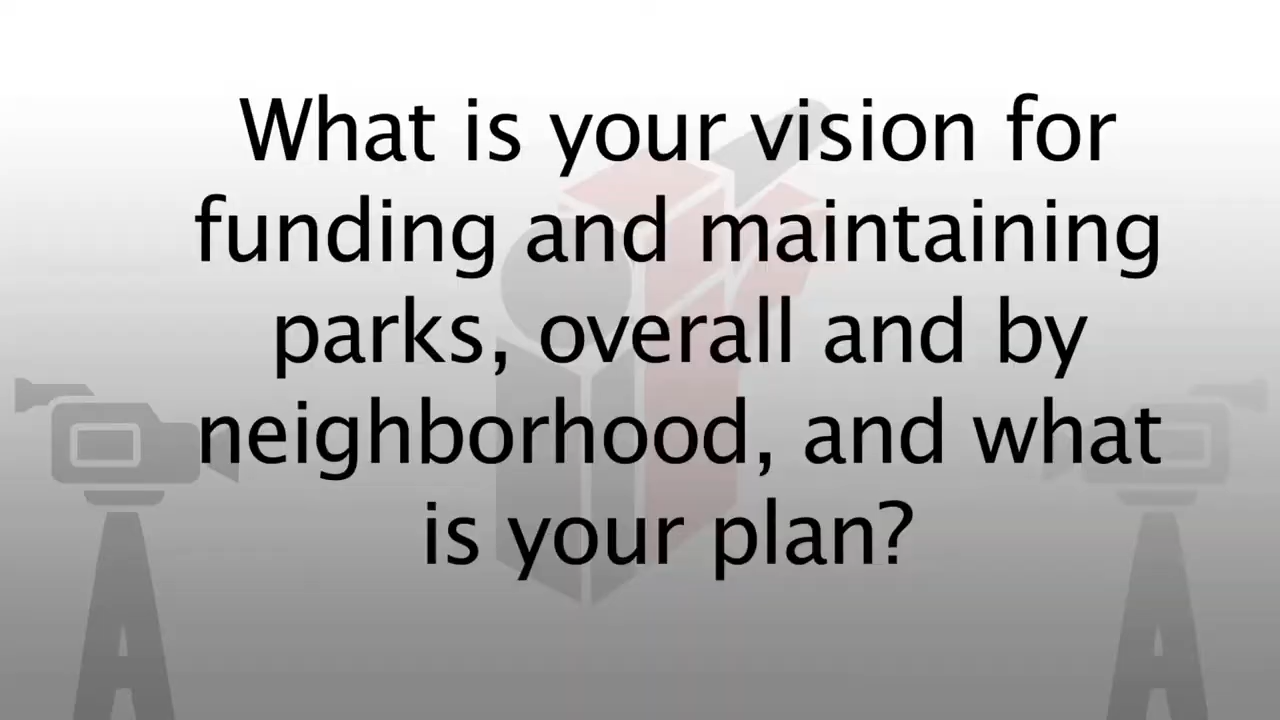 What is your vision for
funding and maintaining
parks, overall and by
neighborhood, and what
is your plan?